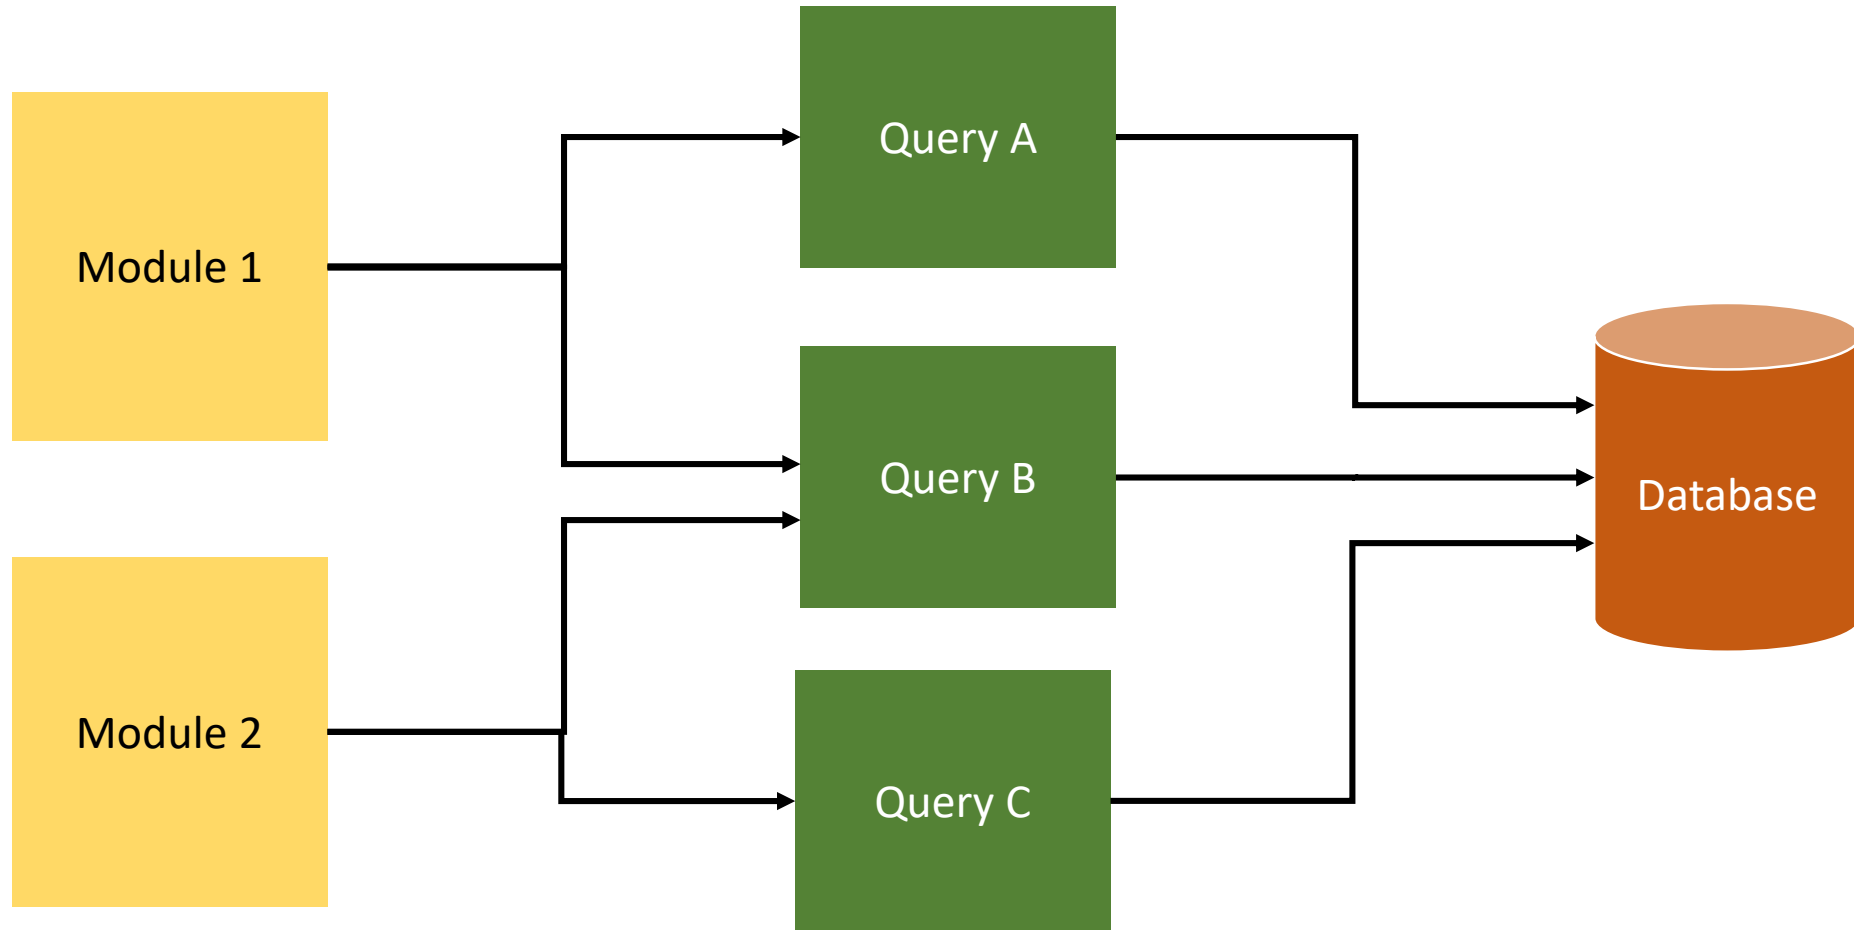 Module 1
Module 2
Query A
Query B
Query C
Database